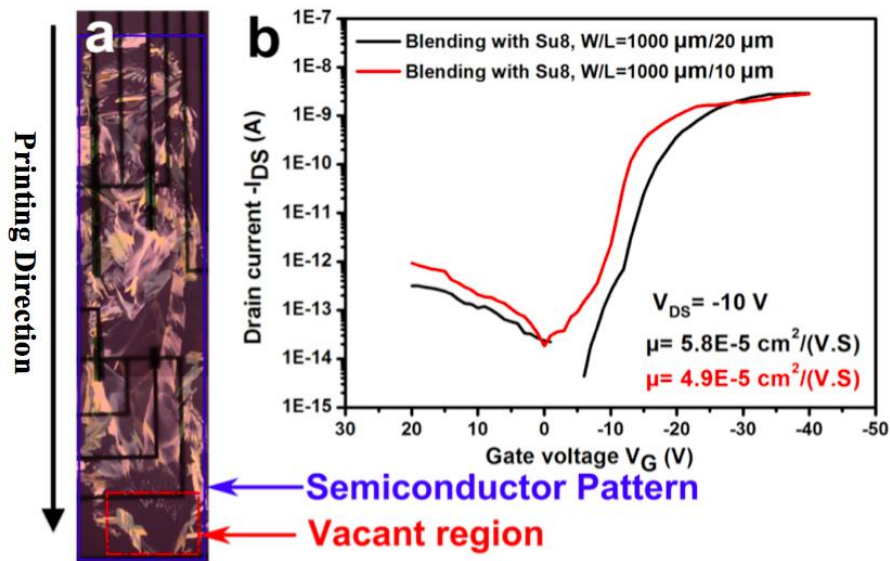 a
Printing Direction
b
Blending with Su8, W/L=1000 μm/20 μm
Blending with Su8, W/L=1000 μm/10 μm
Drain current -I_DS (A)
1E-7
1E-8
1E-9
1E-10
1E-11
1E-12
1E-13
1E-14
1E-15
V_DS= -10 V
μ= 5.8E-5 cm²/(V.S)
μ= 4.9E-5 cm²/(V.S)
30 20 10 0 -10 -20 -30 -40 -50
Gate voltage V_G (V)
Semiconductor Pattern
Vacant region